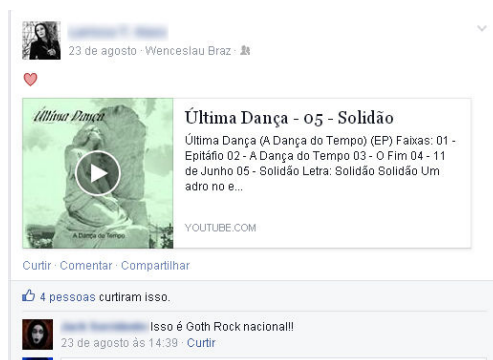 23 de agosto · Wenceslau Braz ·
Última Dança
A Dança do Tempo
Última Dança - 05 - Solidão
Última Dança (A Dança do Tempo) (EP) Faixas: 01 -
Epitáfio 02 - A Dança do Tempo 03 - O Fim 04 - 11
de Junho 05 - Solidão Letra: Solidão Solidão Um
adro no e...
YOUTUBE.COM
Curtir · Comentar · Compartilhar
4 pessoas curtiram isso.
Isso é Goth Rock nacional!!
23 de agosto às 14:39 · Curtir